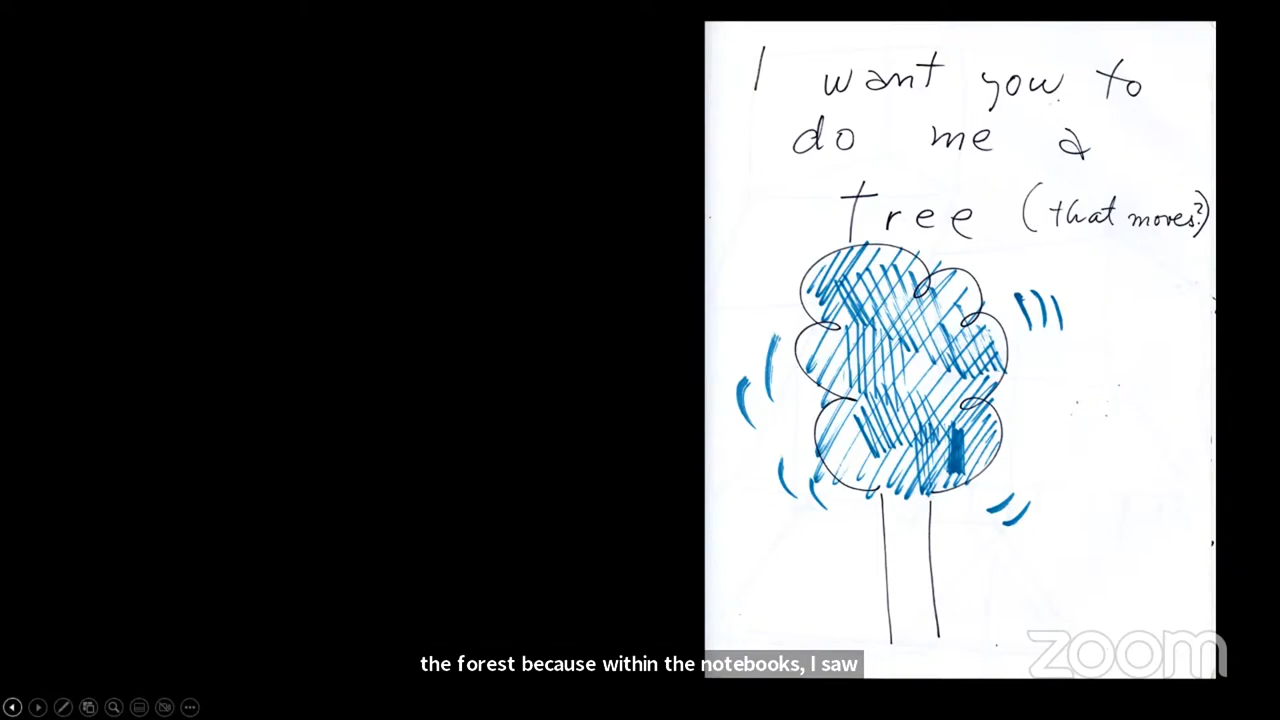 I want you to
do me a
tree (that moves?)
the forest because within the notebooks, I saw
zoom